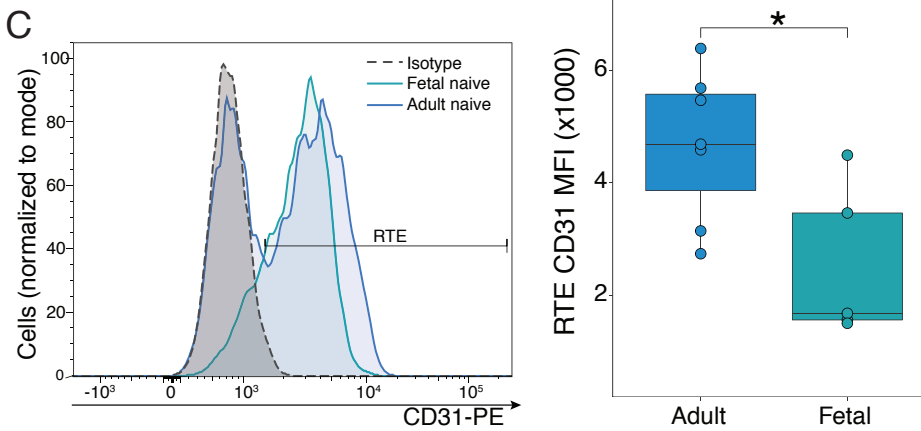 C
Cells (normalized to mode)
100
80
60
40
20
0
Isotype
Fetal naive
Adult naive
RTE
-10³
0
10³
10⁴
10⁵
CD31-PE
RTE CD31 MFI (x1000)
6
4
2
*
Adult
Fetal